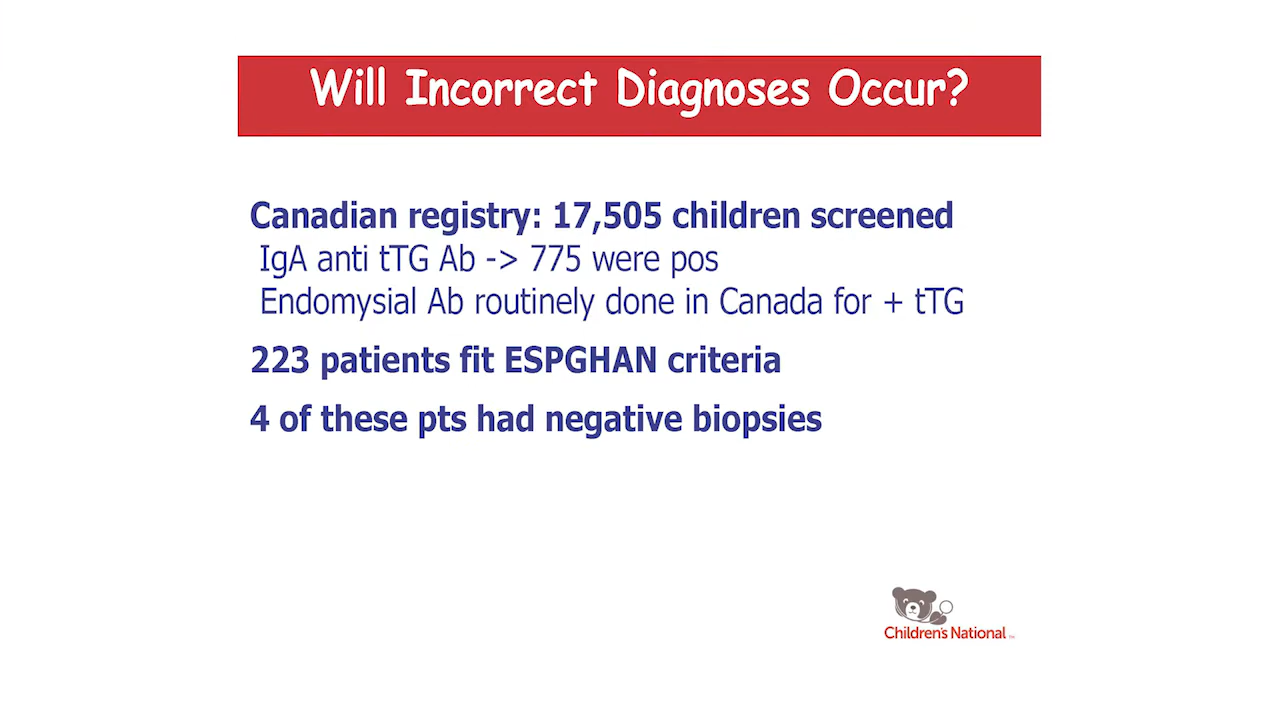 Will Incorrect Diagnoses Occur?
Canadian registry: 17,505 children screened
IgA anti tTG Ab -> 775 were pos
Endomysial Ab routinely done in Canada for + tTG
223 patients fit ESPGHAN criteria
4 of these pts had negative biopsies
Children's National